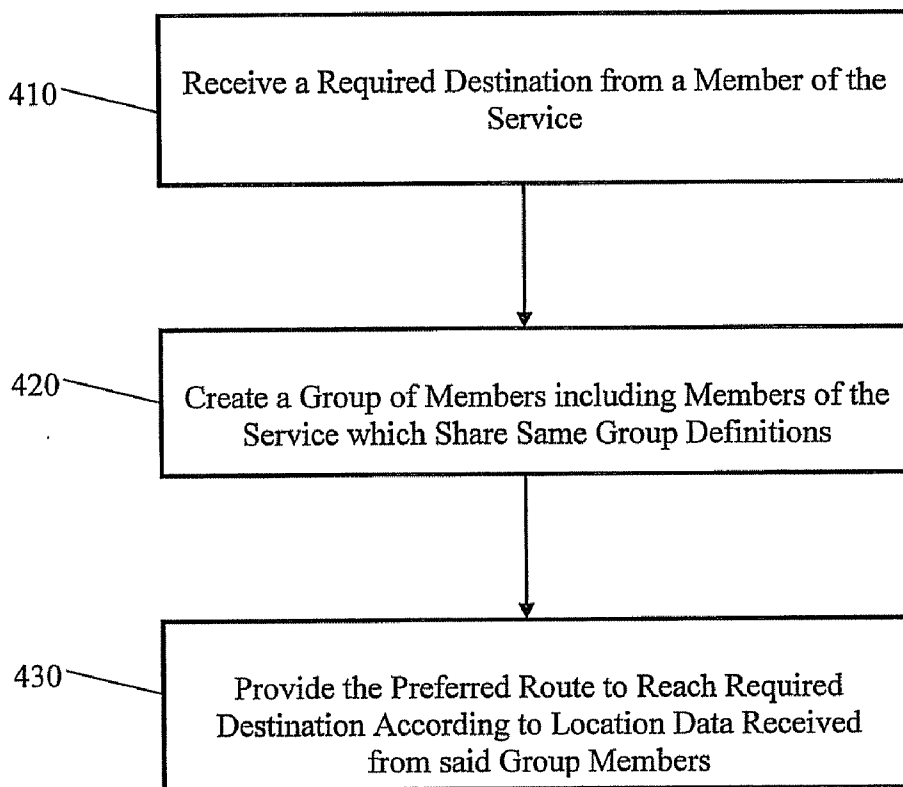 410
Receive a Required Destination from a Member of the
Service
420
Create a Group of Members including Members of the
Service which Share Same Group Definitions
430
Provide the Preferred Route to Reach Required
Destination According to Location Data Received
from said Group Members